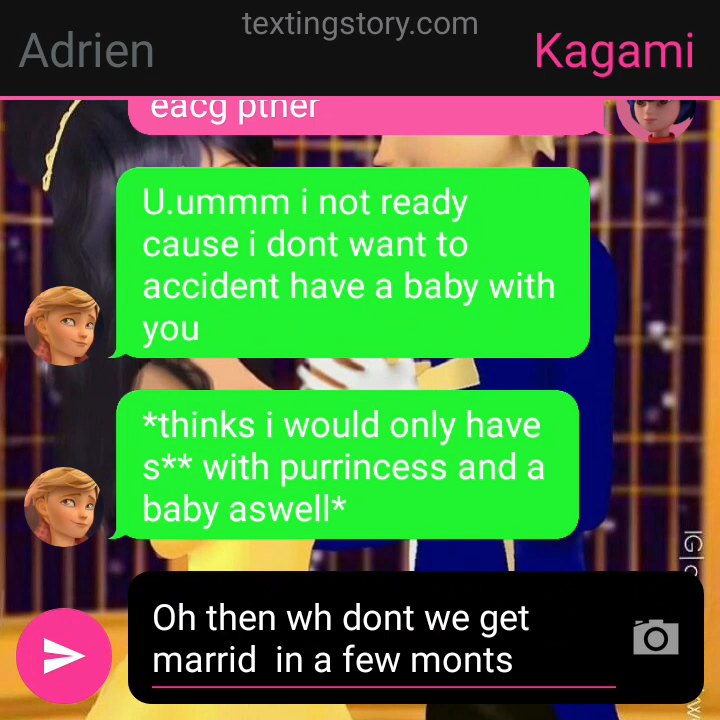 textingstory.com
Adrien
Kagami
eacg pther
U.ummm i not ready
cause i dont want to
accident have a baby with
you
*thinks i would only have
s** with purrincess and a
baby aswell*
Oh then wh dont we get
marrid in a few monts